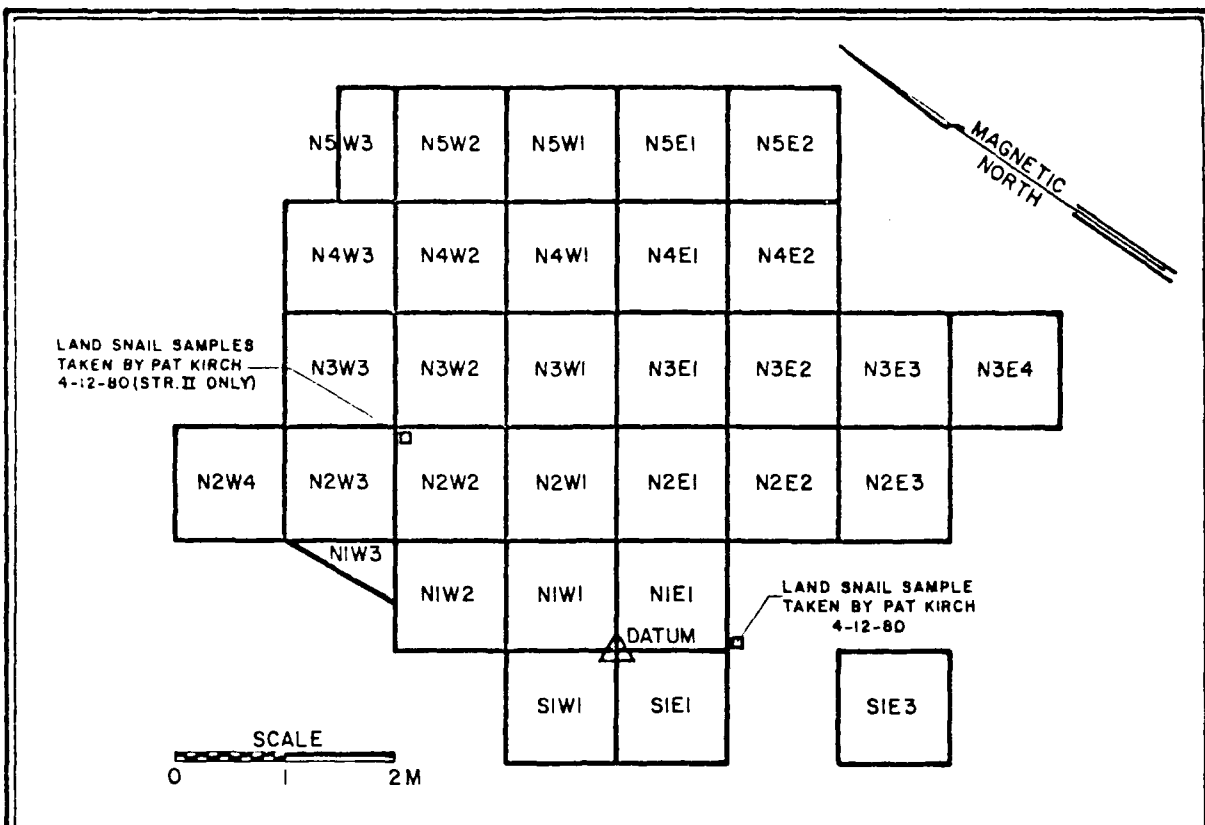 MAGNETIC
NORTH
N5W3 N5W2 N5W1 N5E1 N5E2
N4W3 N4W2 N4W1 N4E1 N4E2
LAND SNAIL SAMPLES
TAKEN BY PAT KIRCH
4-12-80(STR.II ONLY)
N3W3 N3W2 N3W1 N3E1 N3E2 N3E3 N3E4
N2W4 N2W3 N2W2 N2W1 N2E1 N2E2 N2E3
N1W3
N1W2 N1W1 N1E1
LAND SNAIL SAMPLE
TAKEN BY PAT KIRCH
4-12-80
DATUM
S1W1 S1E1 S1E3
SCALE
0 1 2M